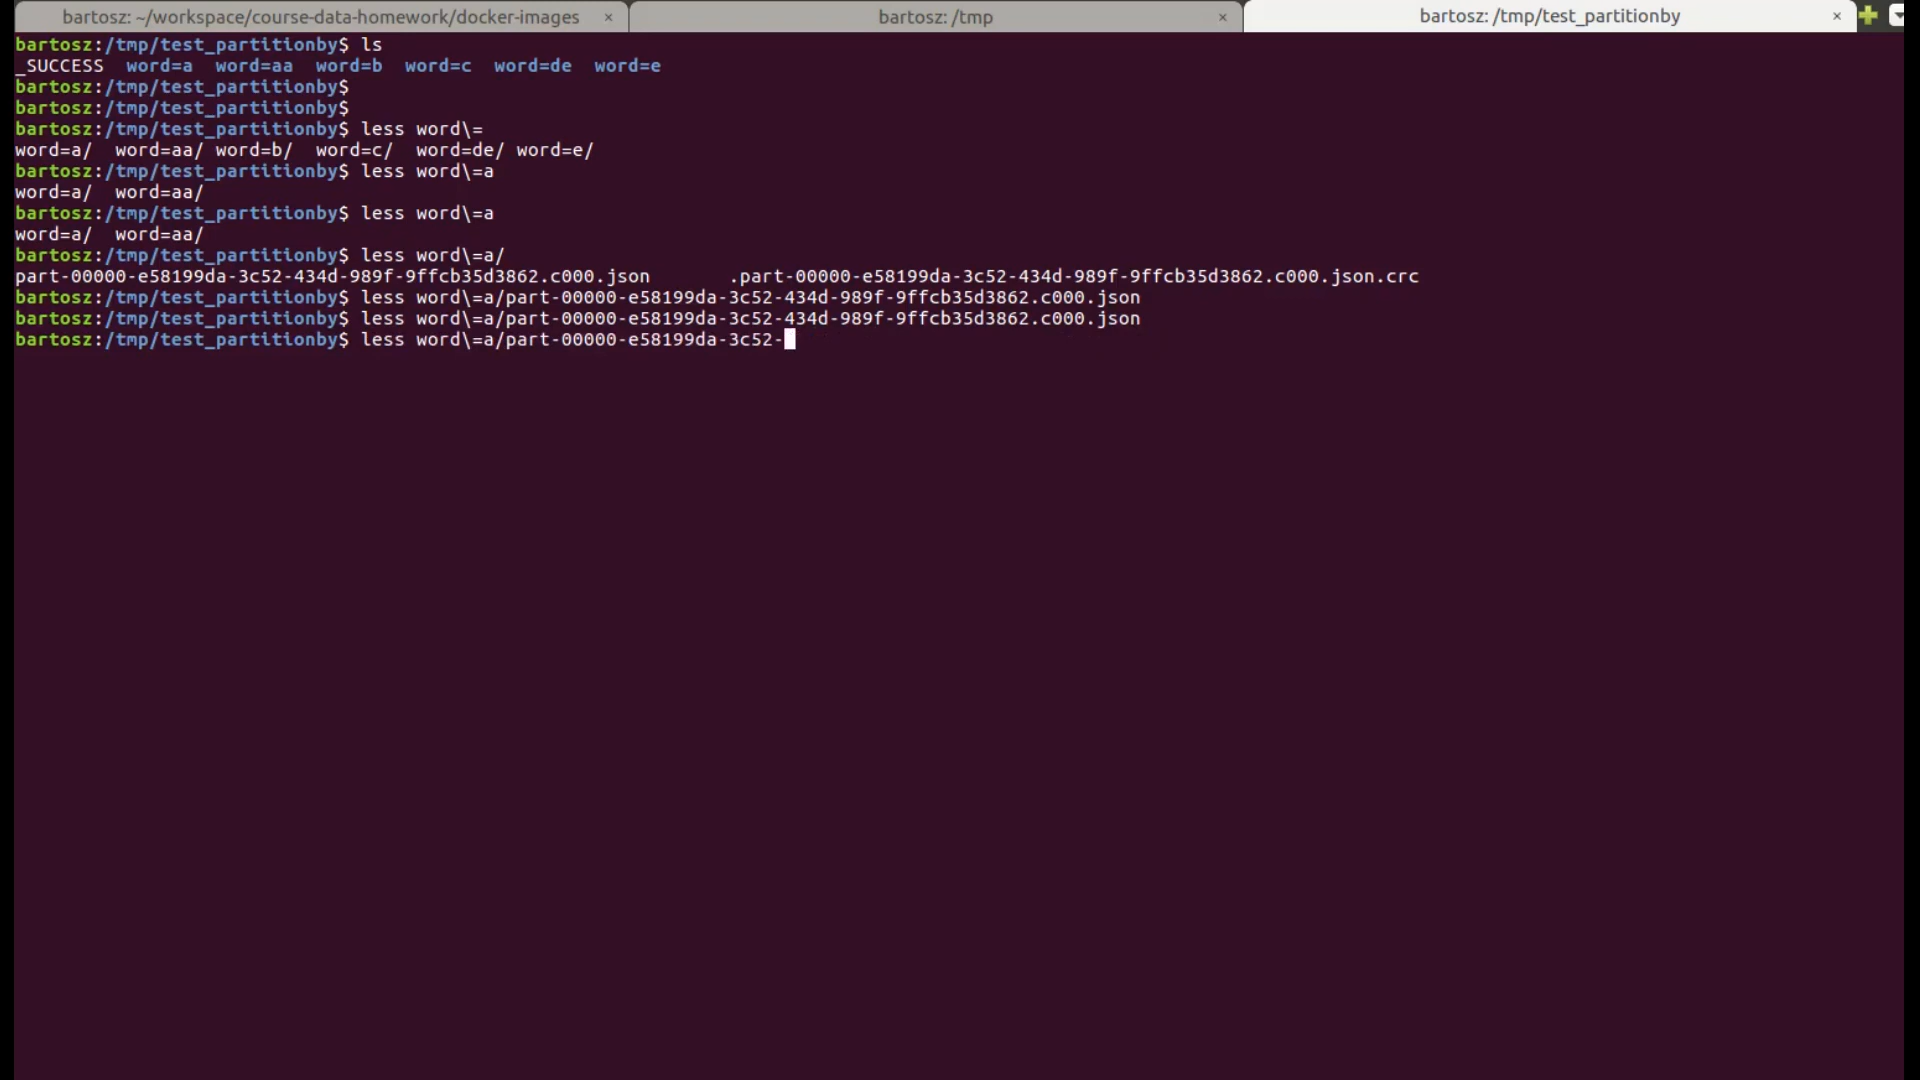 bartosz: ~/workspace/course-data-homework/docker-images × bartosz: /tmp × bartosz: /tmp/test_partitionby ×
bartosz:/tmp/test_partitionby$ ls
_SUCCESS  word=a  word=aa  word=b  word=c  word=de  word=e
bartosz:/tmp/test_partitionby$
bartosz:/tmp/test_partitionby$
bartosz:/tmp/test_partitionby$ less word\=
word=a/  word=aa/ word=b/  word=c/  word=de/ word=e/
bartosz:/tmp/test_partitionby$ less word\=a
word=a/  word=aa/
bartosz:/tmp/test_partitionby$ less word\=a
word=a/  word=aa/
bartosz:/tmp/test_partitionby$ less word\=a/
part-00000-e58199da-3c52-434d-989f-9ffcb35d3862.c000.json       .part-00000-e58199da-3c52-434d-989f-9ffcb35d3862.c000.json.crc
bartosz:/tmp/test_partitionby$ less word\=a/part-00000-e58199da-3c52-434d-989f-9ffcb35d3862.c000.json
bartosz:/tmp/test_partitionby$ less word\=a/part-00000-e58199da-3c52-434d-989f-9ffcb35d3862.c000.json
bartosz:/tmp/test_partitionby$ less word\=a/part-00000-e58199da-3c52-